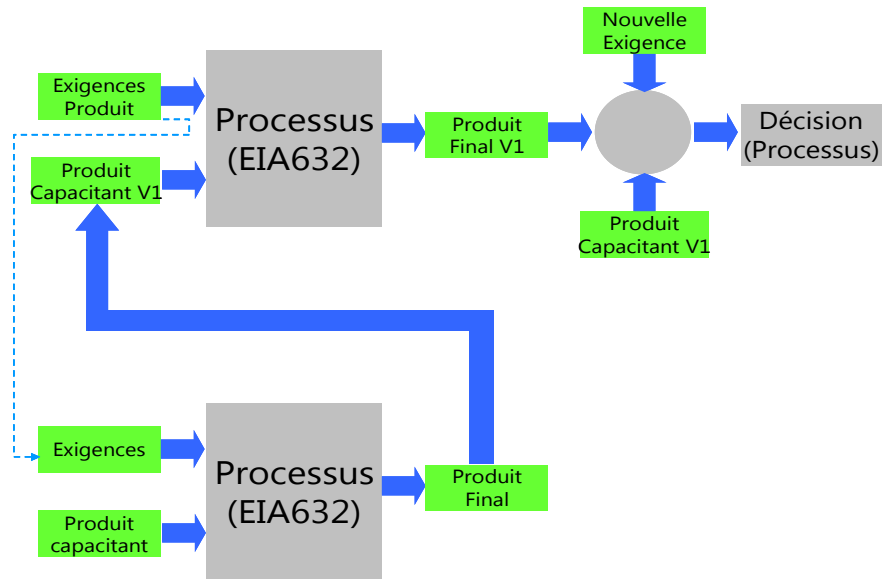 Nouvelle
Exigence
Exigences
Produit
Processus
(EIA632)
Produit
Final V1
Décision
(Processus)
Produit
Capacitant V1
Produit
Capacitant V1
Exigences
Processus
(EIA632)
Produit
Final
Produit
capacitant